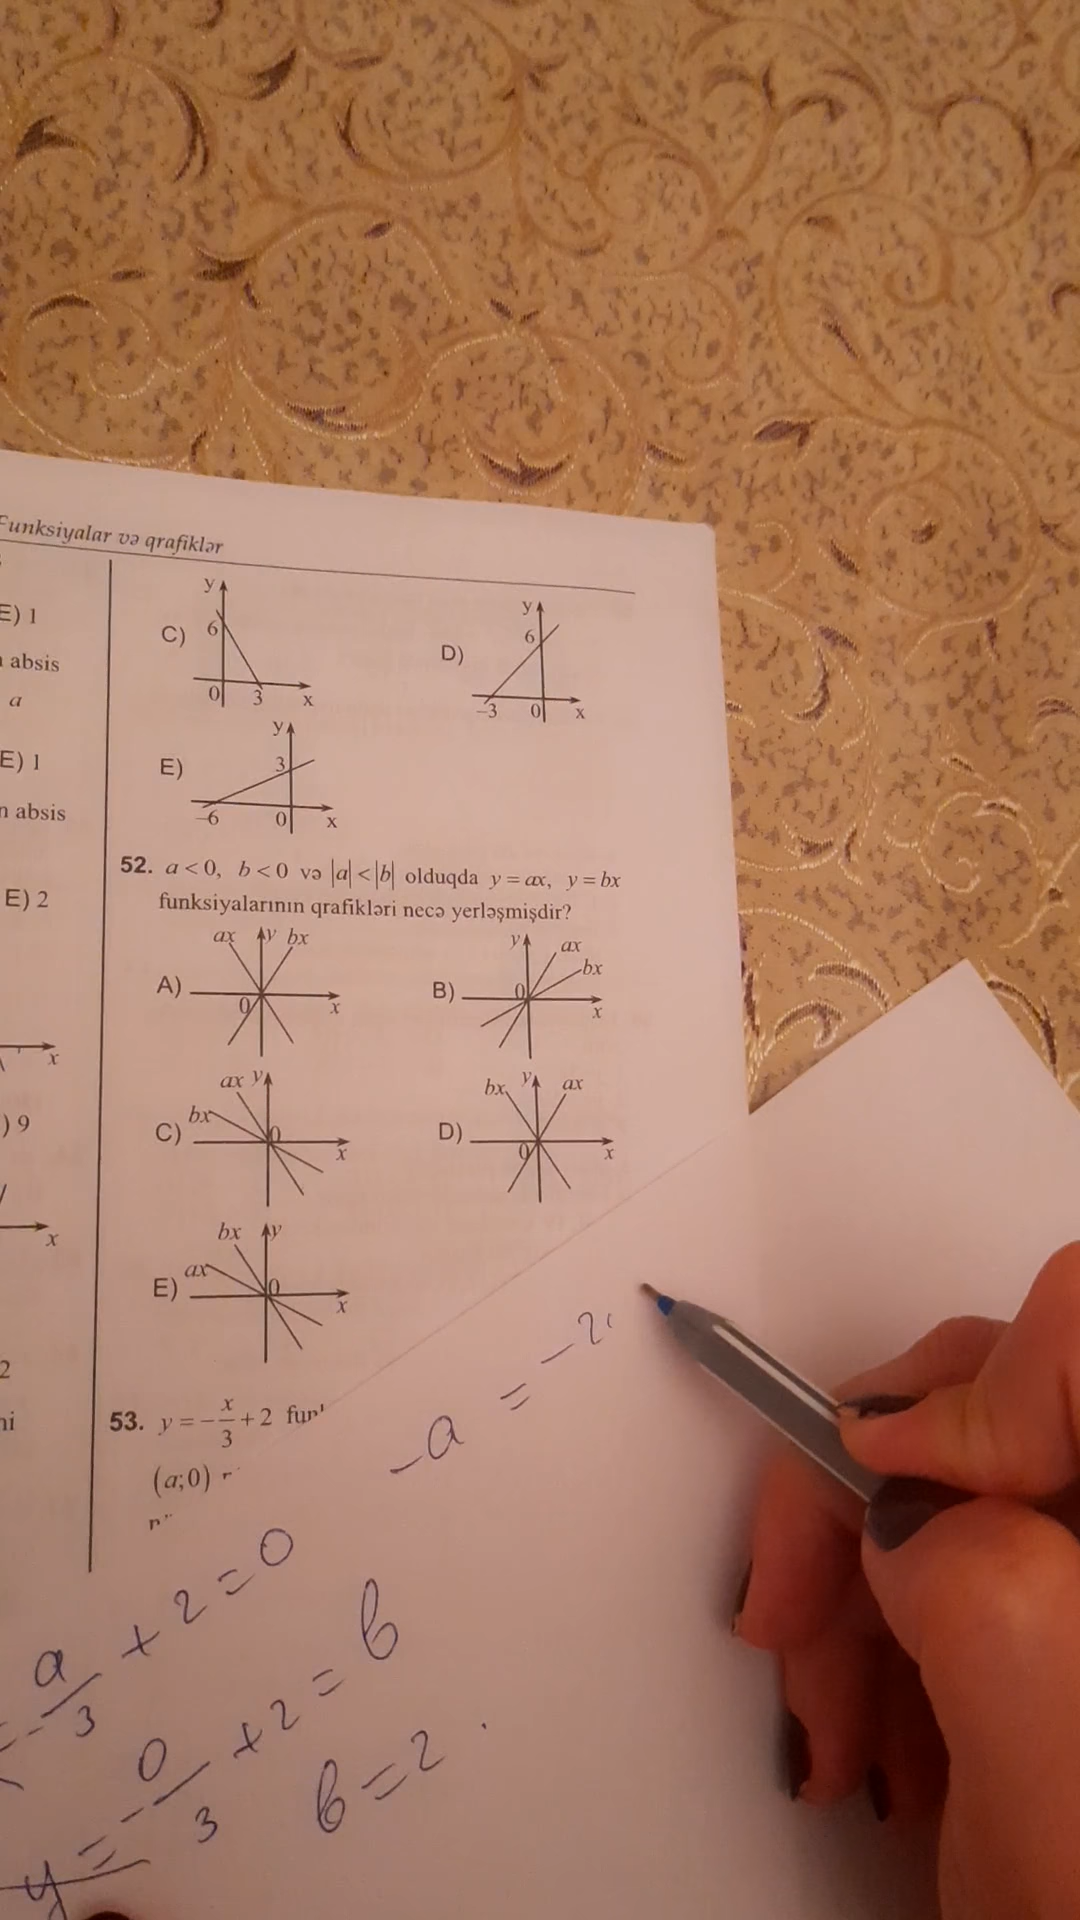 Funksiyalar və qrafiklər
E) 1
absis
a
E) 1
absis
E) 2
x
) 9
x
2
C) y 6 0 3 x
D) y 6 -3 0 x
E) y 3 -6 0 x
52. a < 0, b < 0 və |a| < |b| olduqda y = ax, y = bx
funksiyalarının qrafikləri necə yerləşmişdir?
A) ax y bx 0 x
B) y ax bx 0 x
C) ax y bx 0 x
D) bx y ax 0 x
E) bx y ax 0 x
53. y = -x/3 + 2
(a;0)
-a = -2
-a/3 + 2 = 0
y = -0/3 + 2 = b
b = 2